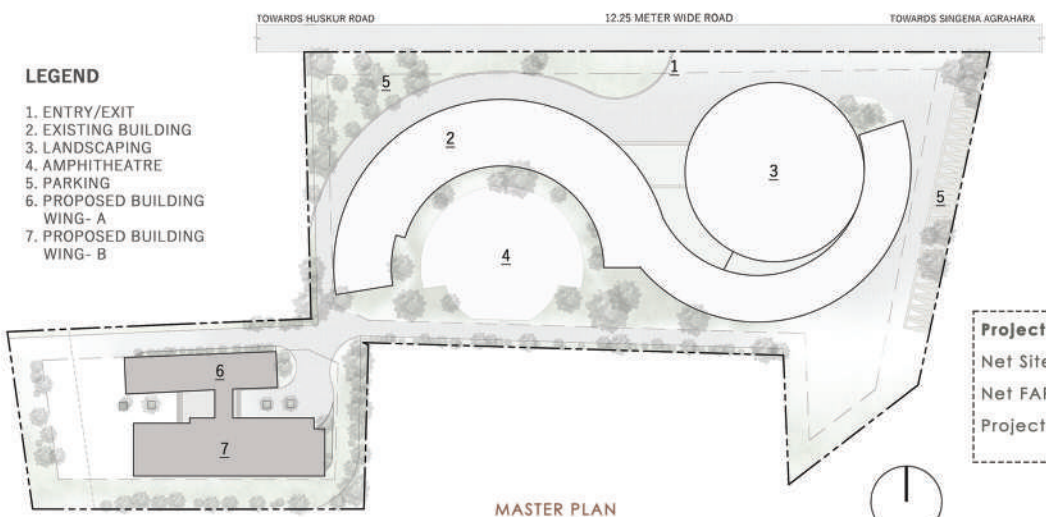 TOWARDS HUSKUR ROAD
12.25 METER WIDE ROAD
TOWARDS SINGENA AGRAHARA
LEGEND
1. ENTRY/EXIT
2. EXISTING BUILDING
3. LANDSCAPING
4. AMPHITHEATRE
5. PARKING
6. PROPOSED BUILDING
WING- A
7. PROPOSED BUILDING
WING- B
1
5
2
3
5
4
6
7
Project
Net Site
Net FAR
Project
MASTER PLAN